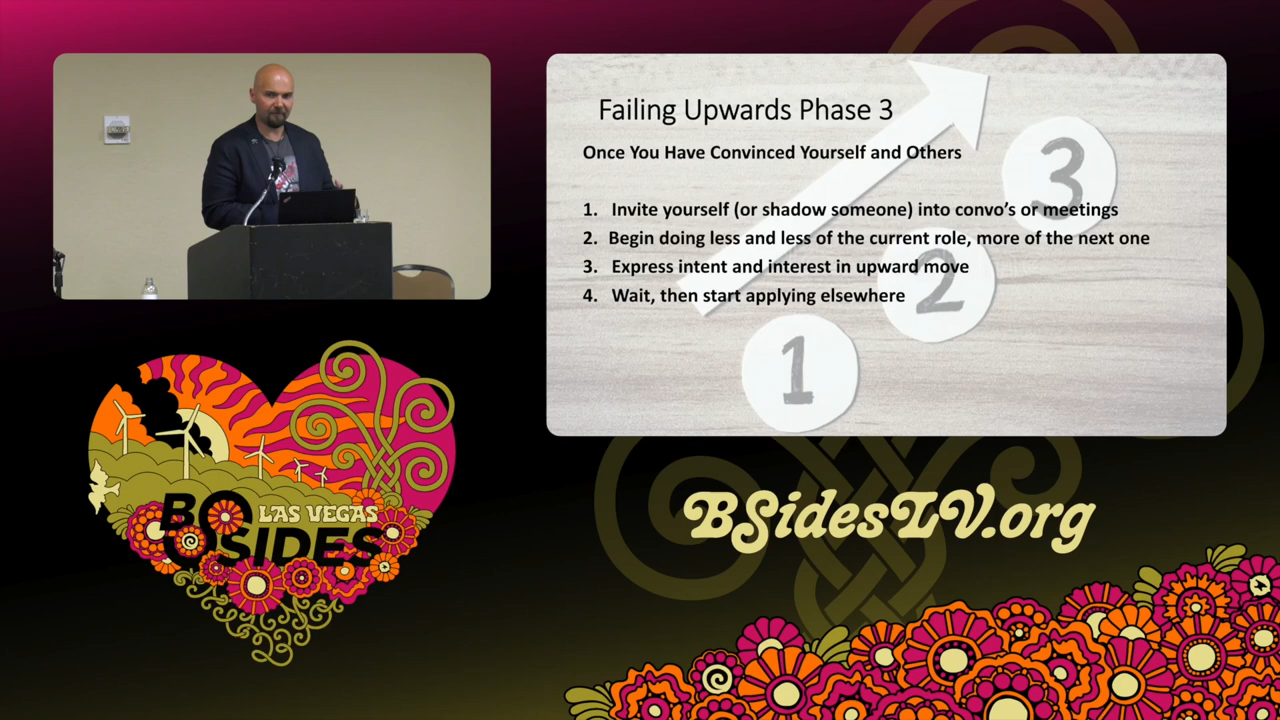 Failing Upwards Phase 3
Once You Have Convinced Yourself and Others
1. Invite yourself (or shadow someone) into convo's or meetings
2. Begin doing less and less of the current role, more of the next one
3. Express intent and interest in upward move
4. Wait, then start applying elsewhere
3
2
1
BO LAS VEGAS
OSIDES
23
BSidesLV.org